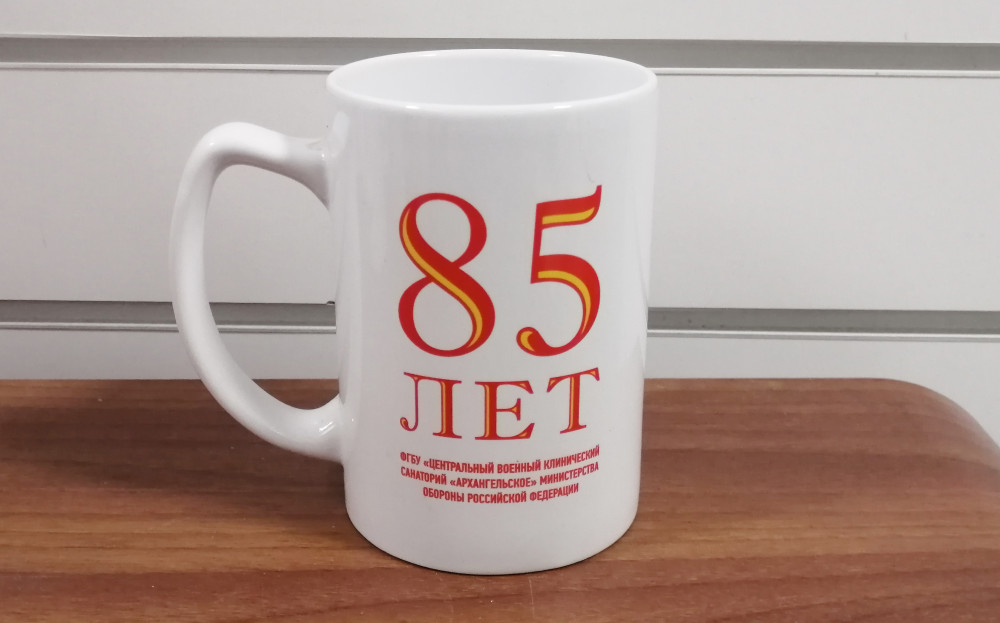 85
ЛЕТ
ФГБУ «ЦЕНТРАЛЬНЫЙ ВОЕННЫЙ КЛИНИЧЕСКИЙ
САНАТОРИЙ «АРХАНГЕЛЬСКОЕ» МИНИСТЕРСТВА
ОБОРОНЫ РОССИЙСКОЙ ФЕДЕРАЦИИ